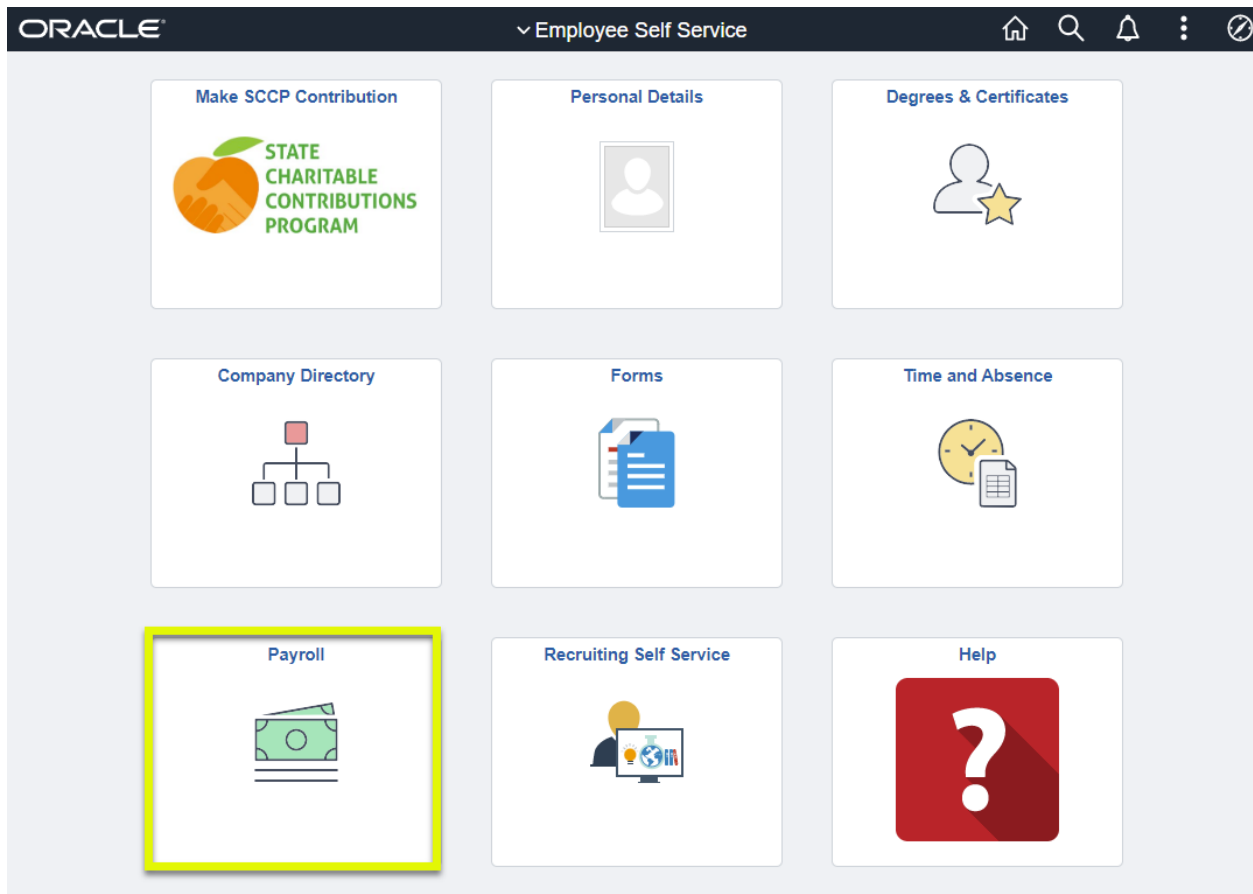 ORACLE
Employee Self Service
Make SCCP Contribution
STATE
CHARITABLE
CONTRIBUTIONS
PROGRAM
Personal Details
Degrees & Certificates
Company Directory
Forms
Time and Absence
Payroll
Recruiting Self Service
Help
?